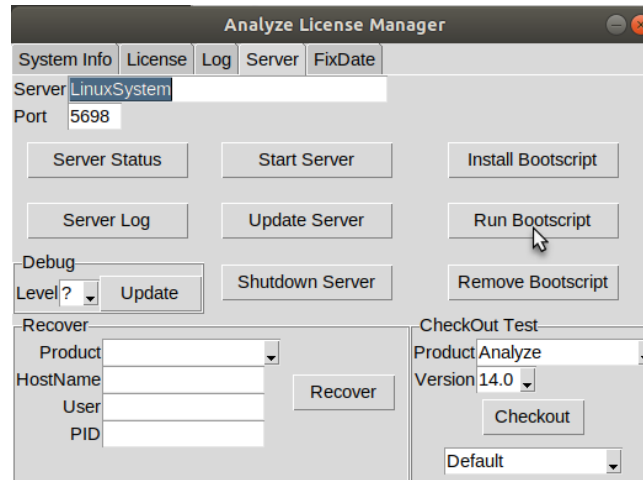 Analyze License Manager
System Info License Log Server FixDate
Server LinuxSystem
Port 5698
Server Status Start Server Install Bootscript
Server Log Update Server Run Bootscript
Debug
Level ? Update Shutdown Server Remove Bootscript
Recover
Product
HostName
User
PID
Recover
CheckOut Test
Product Analyze
Version 14.0
Checkout
Default